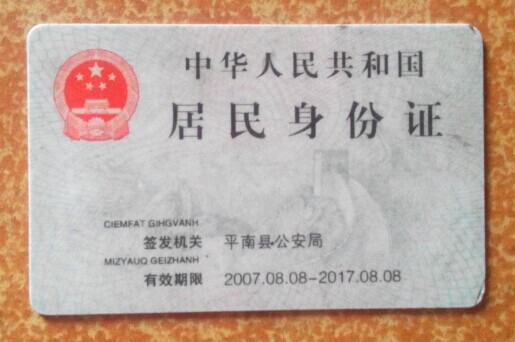 中华人民共和国
居民身份证
CIEMFAT GIHGVANH
签发机关 平南县公安局
MIZYAUQ GEIZHANH
有效期限 2007.08.08-2017.08.08